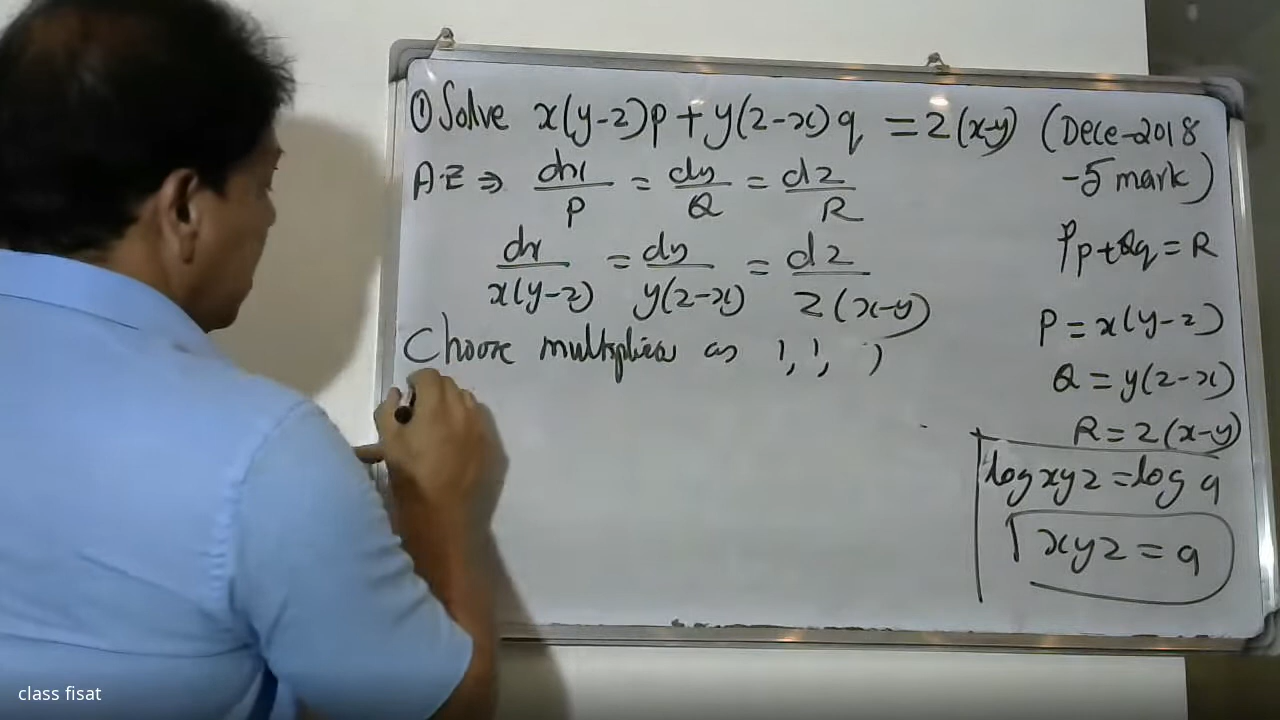 ① Solve x(y-z)p + y(z-x)q = z(x-y) (Dece-2018
-5 mark)
A.E ⇒ dx/P = dy/Q = dz/R
Pp+Qq = R
dx/x(y-z) = dy/y(z-x) = dz/z(x-y)
P = x(y-z)
Choose multipliers as 1, 1, 1
Q = y(z-x)
R = z(x-y)
log xyz = log a
xyz = a
class fisat